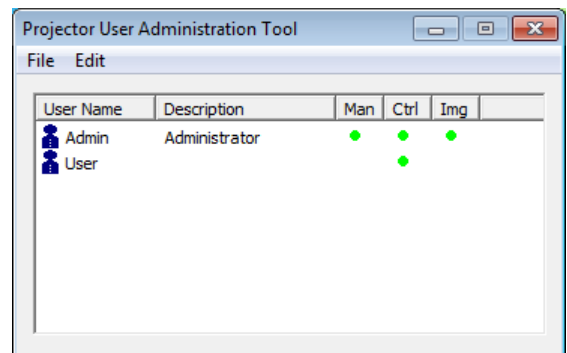 Projector User Administration Tool
File Edit
User Name Description Man Ctrl Img
Admin Administrator
User